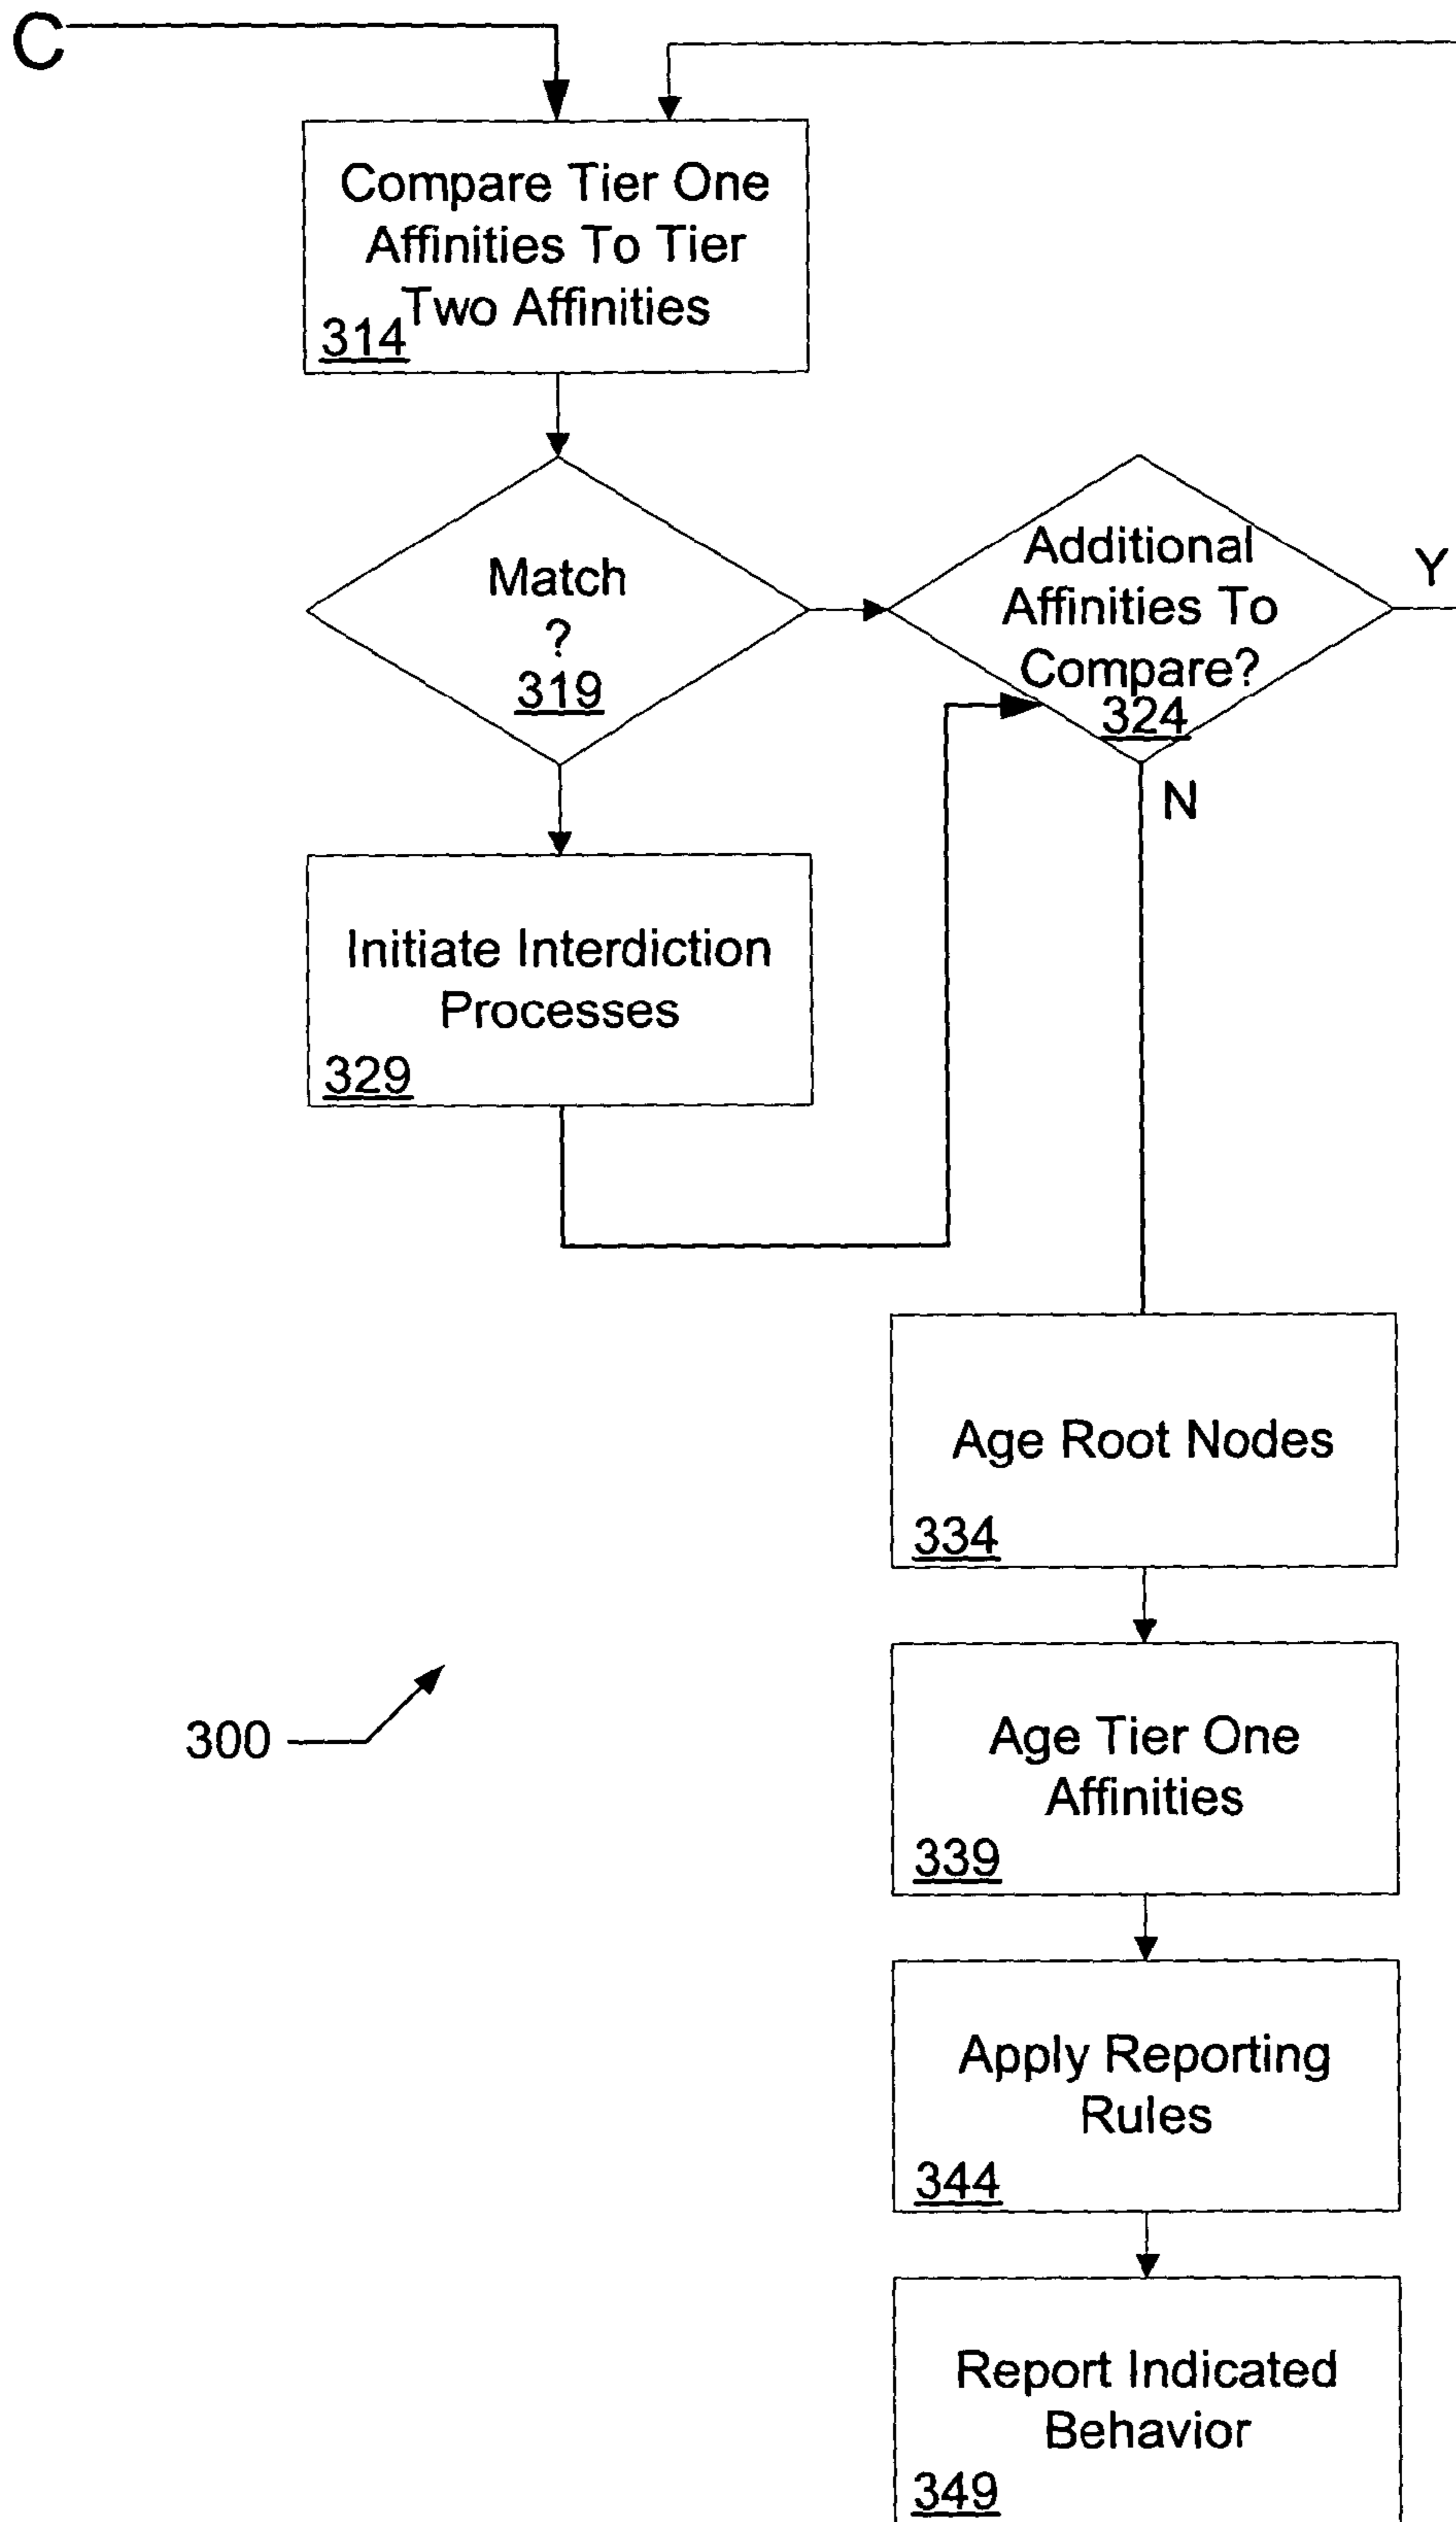 C
Compare Tier One
Affinities To Tier
Two Affinities
314
Match
?
319
Additional
Affinities To
Compare?
324
Y
N
Initiate Interdiction
Processes
329
Age Root Nodes
334
300
Age Tier One
Affinities
339
Apply Reporting
Rules
344
Report Indicated
Behavior
349